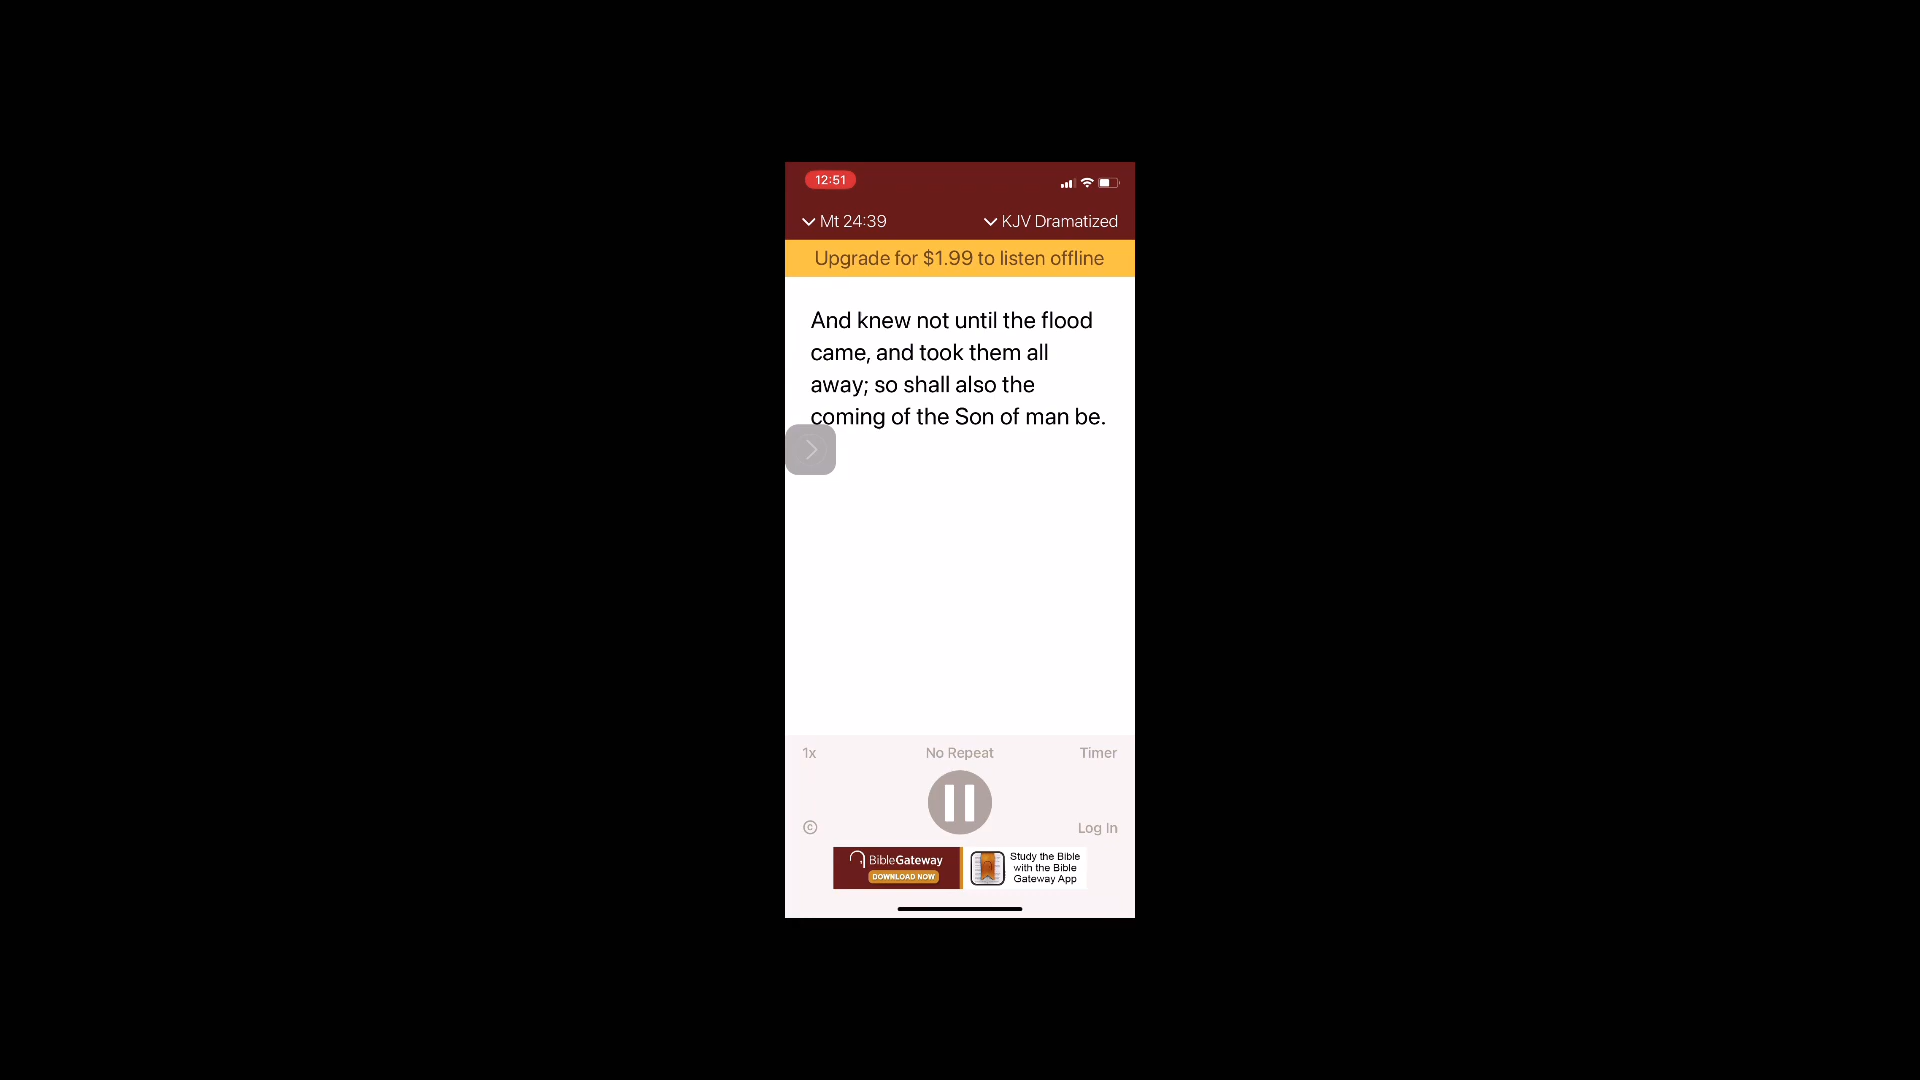 12:51
Mt 24:39
KJV Dramatized
Upgrade for $1.99 to listen offline
And knew not until the flood
came, and took them all
away; so shall also the
coming of the Son of man be.
1x
No Repeat
Timer
©
Log In
BibleGateway
DOWNLOAD NOW
Study the Bible
with the Bible
Gateway App